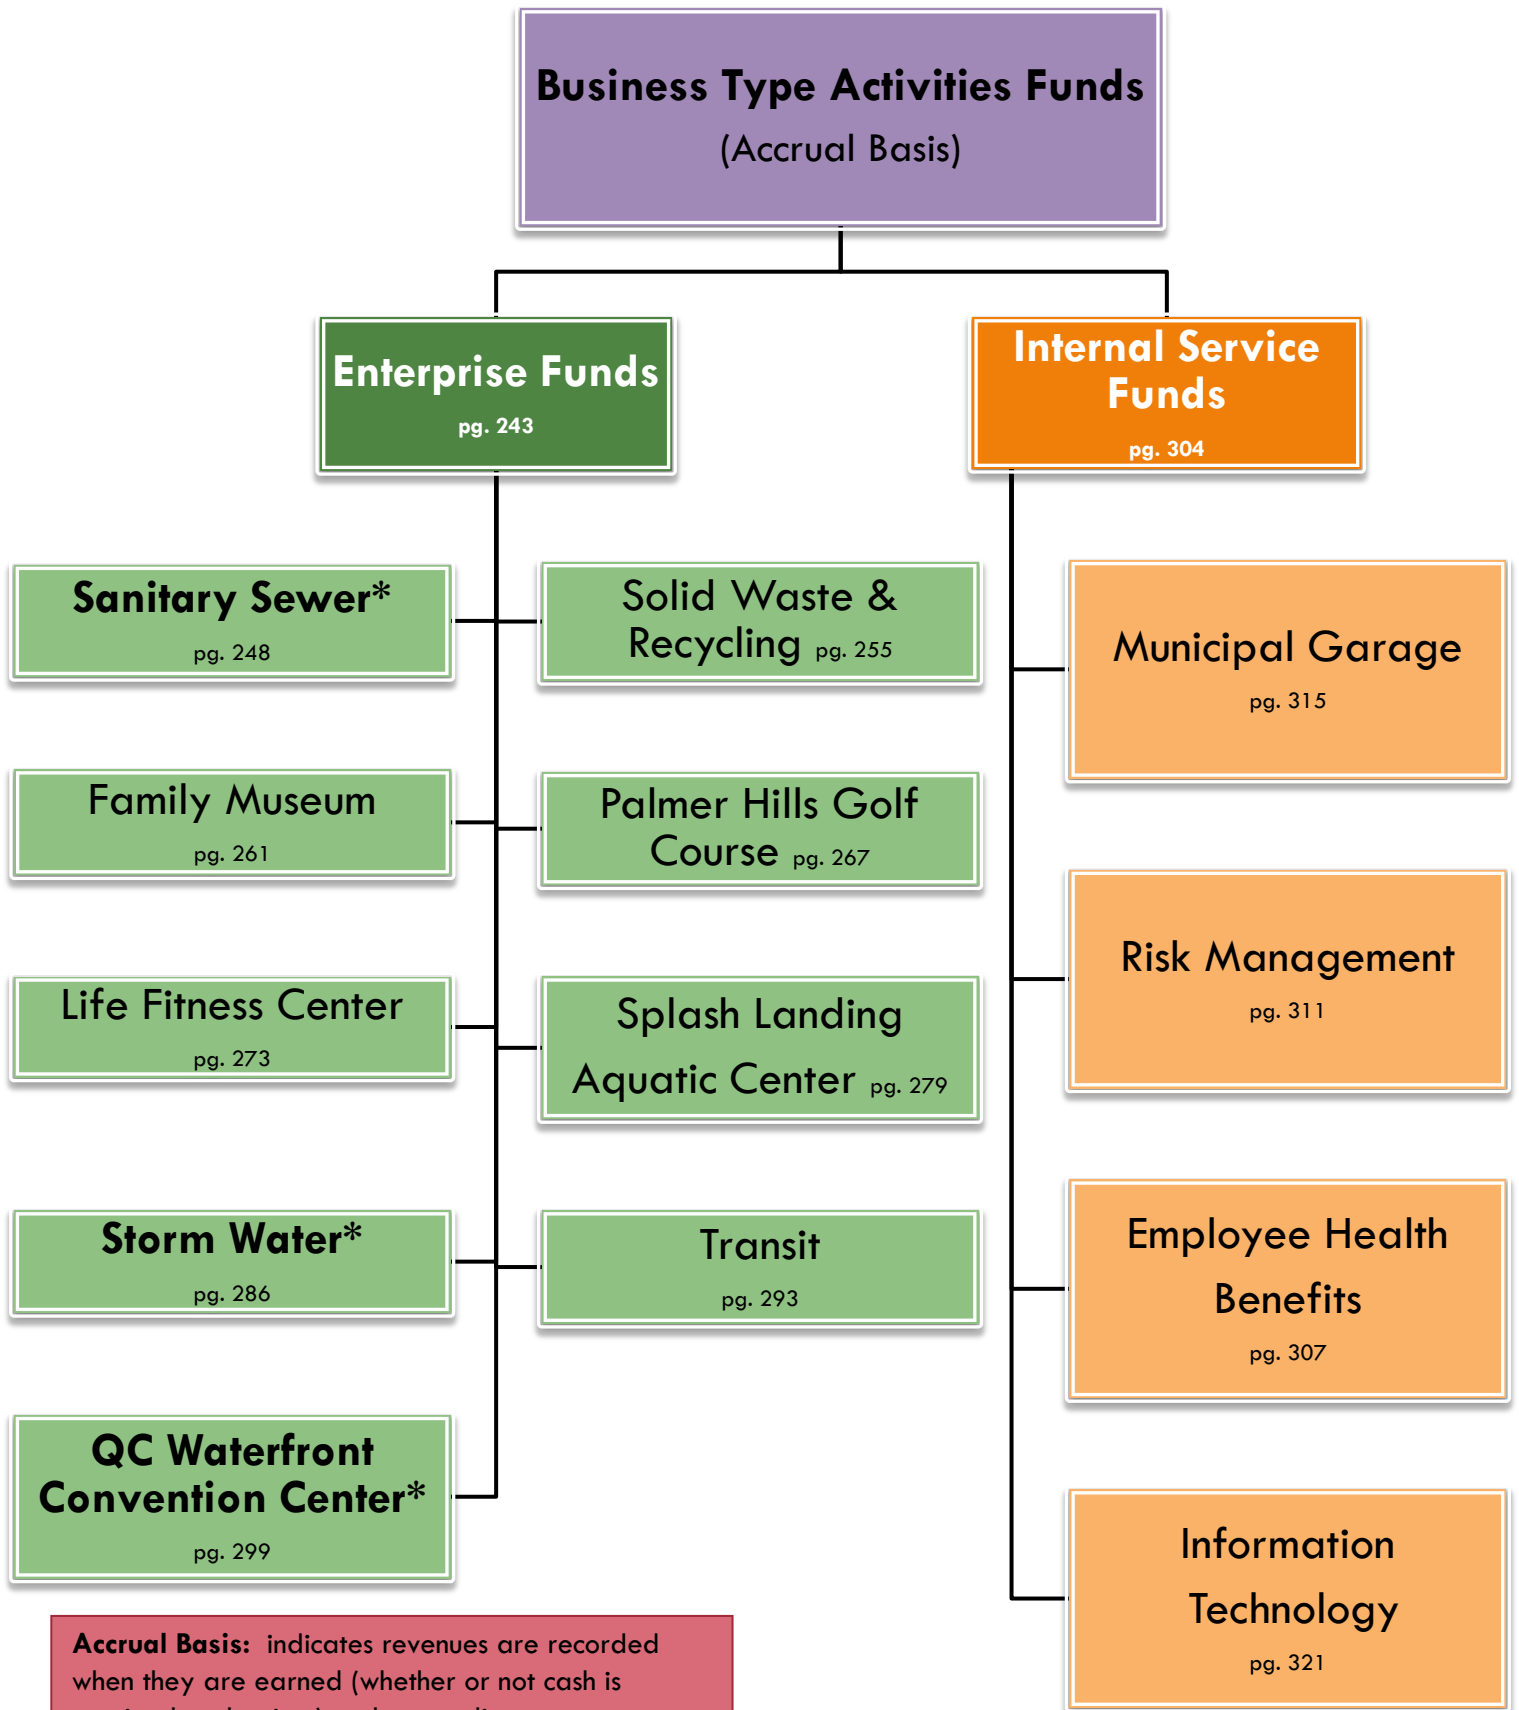 Business Type Activities Funds
(Accrual Basis)
Enterprise Funds
pg. 243
Internal Service
Funds
pg. 304
Sanitary Sewer*
pg. 248
Solid Waste &
Recycling pg. 255
Family Museum
pg. 261
Palmer Hills Golf
Course pg. 267
Life Fitness Center
pg. 273
Splash Landing
Aquatic Center pg. 279
Storm Water*
pg. 286
Transit
pg. 293
QC Waterfront
Convention Center*
pg. 299
Municipal Garage
pg. 315
Risk Management
pg. 311
Employee Health
Benefits
pg. 307
Information
Technology
pg. 321
Accrual Basis: indicates revenues are recorded
when they are earned (whether or not cash is